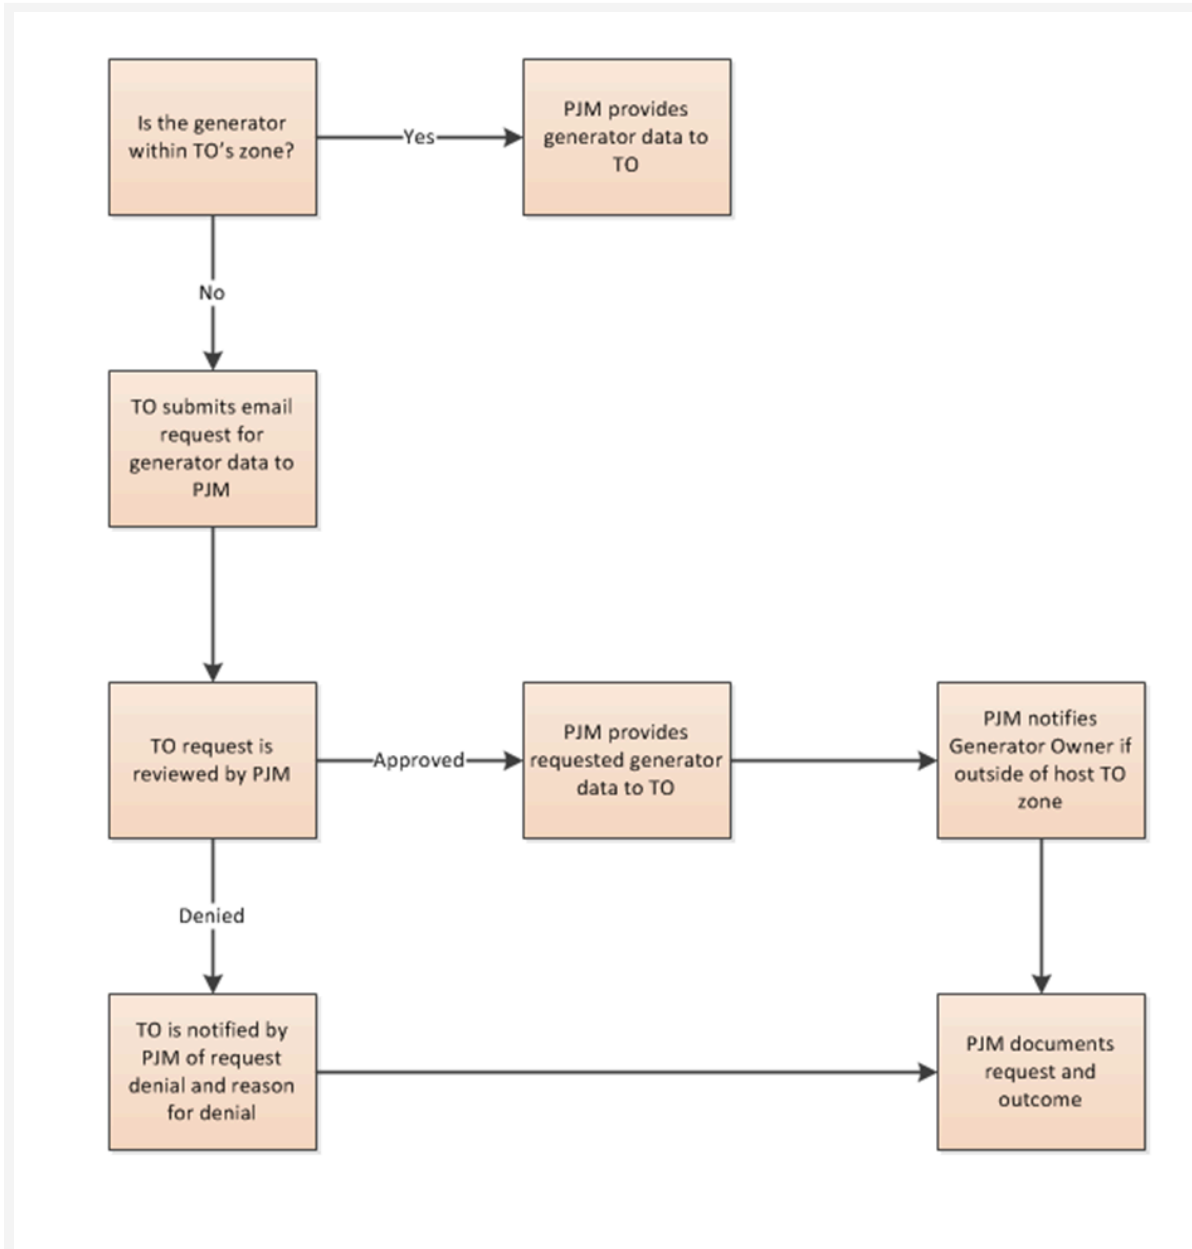 Is the generator
within TO's zone?
Yes
PJM provides
generator data to
TO
No
TO submits email
request for
generator data to
PJM
TO request is
reviewed by PJM
Approved
PJM provides
requested generator
data to TO
PJM notifies
Generator Owner if
outside of host TO
zone
Denied
TO is notified by
PJM of request
denial and reason
for denial
PJM documents
request and
outcome